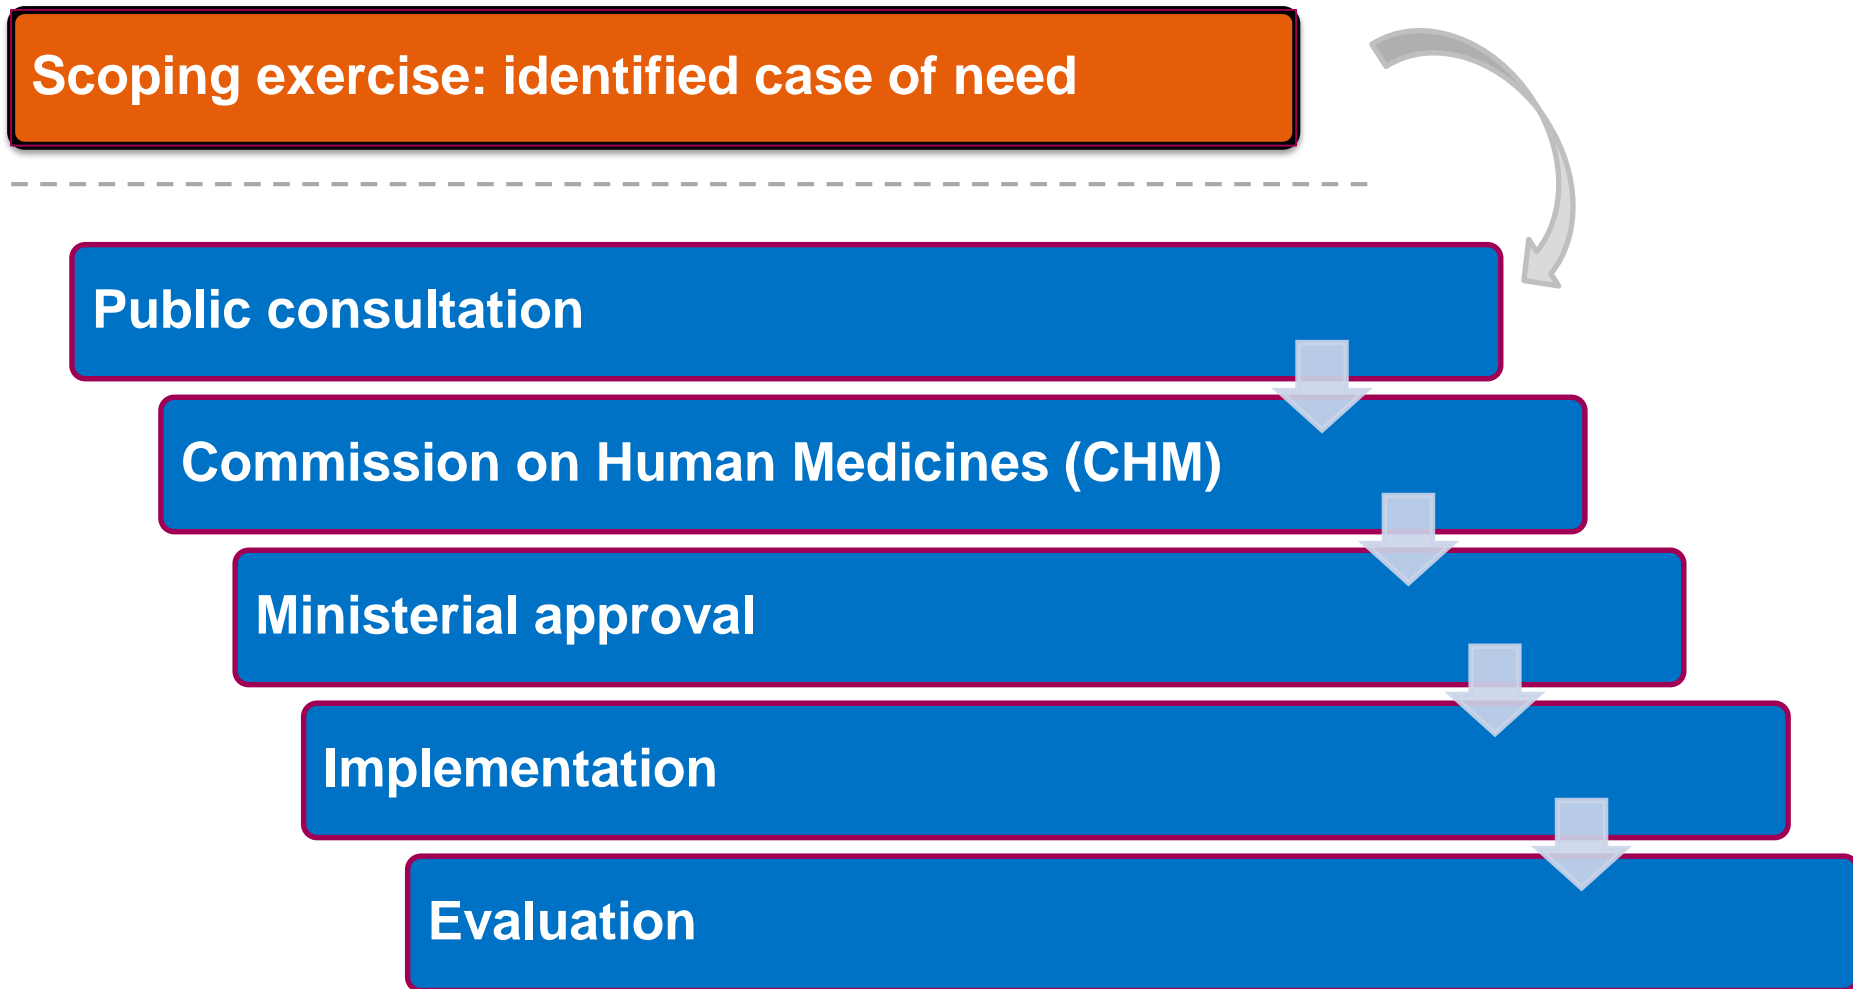 Scoping exercise: identified case of need
Public consultation
Commission on Human Medicines (CHM)
Ministerial approval
Implementation
Evaluation